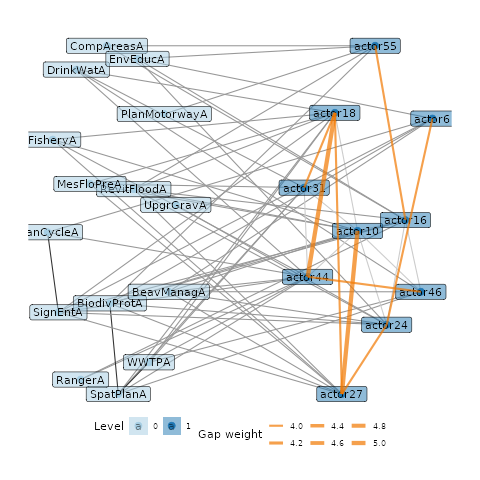 CompAreasA
actor55
EnvEducA
DrinkWatA
PlanMotorwayA
actor18
actor6
FisheryA
MesFloPreA
RevitFloodA
actor31
UpgrGravA
actor16
anCycleA
actor10
actor44
BeavManagA
actor46
BiodivProtA
SignEntA
actor24
WWTPA
RangerA
SpatPlanA
actor27
Level 0 1
Gap weight
4.0 4.4 4.8
4.2 4.6 5.0